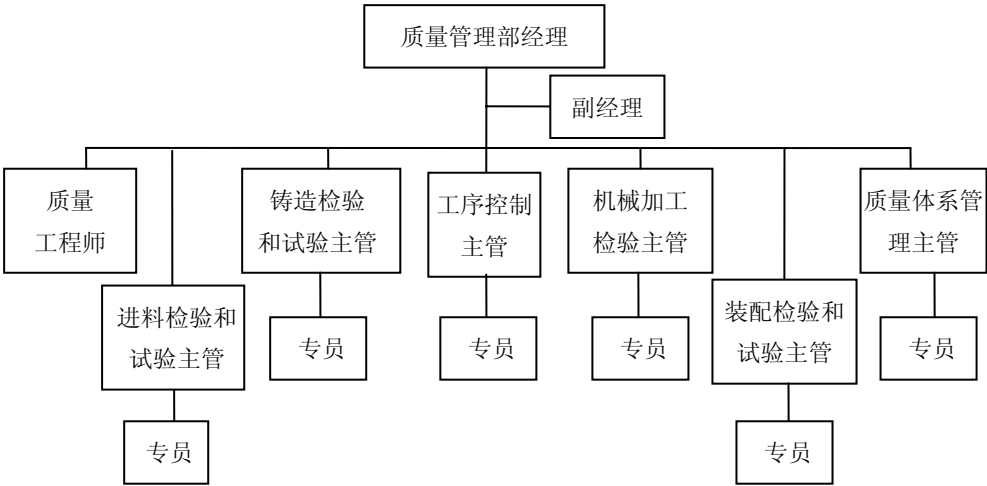 质量管理部经理
副经理
质量
工程师
进料检验和
试验主管
专员
铸造检验
和试验主管
专员
工序控制
主管
专员
机械加工
检验主管
专员
装配检验和
试验主管
专员
质量体系管
理主管
专员